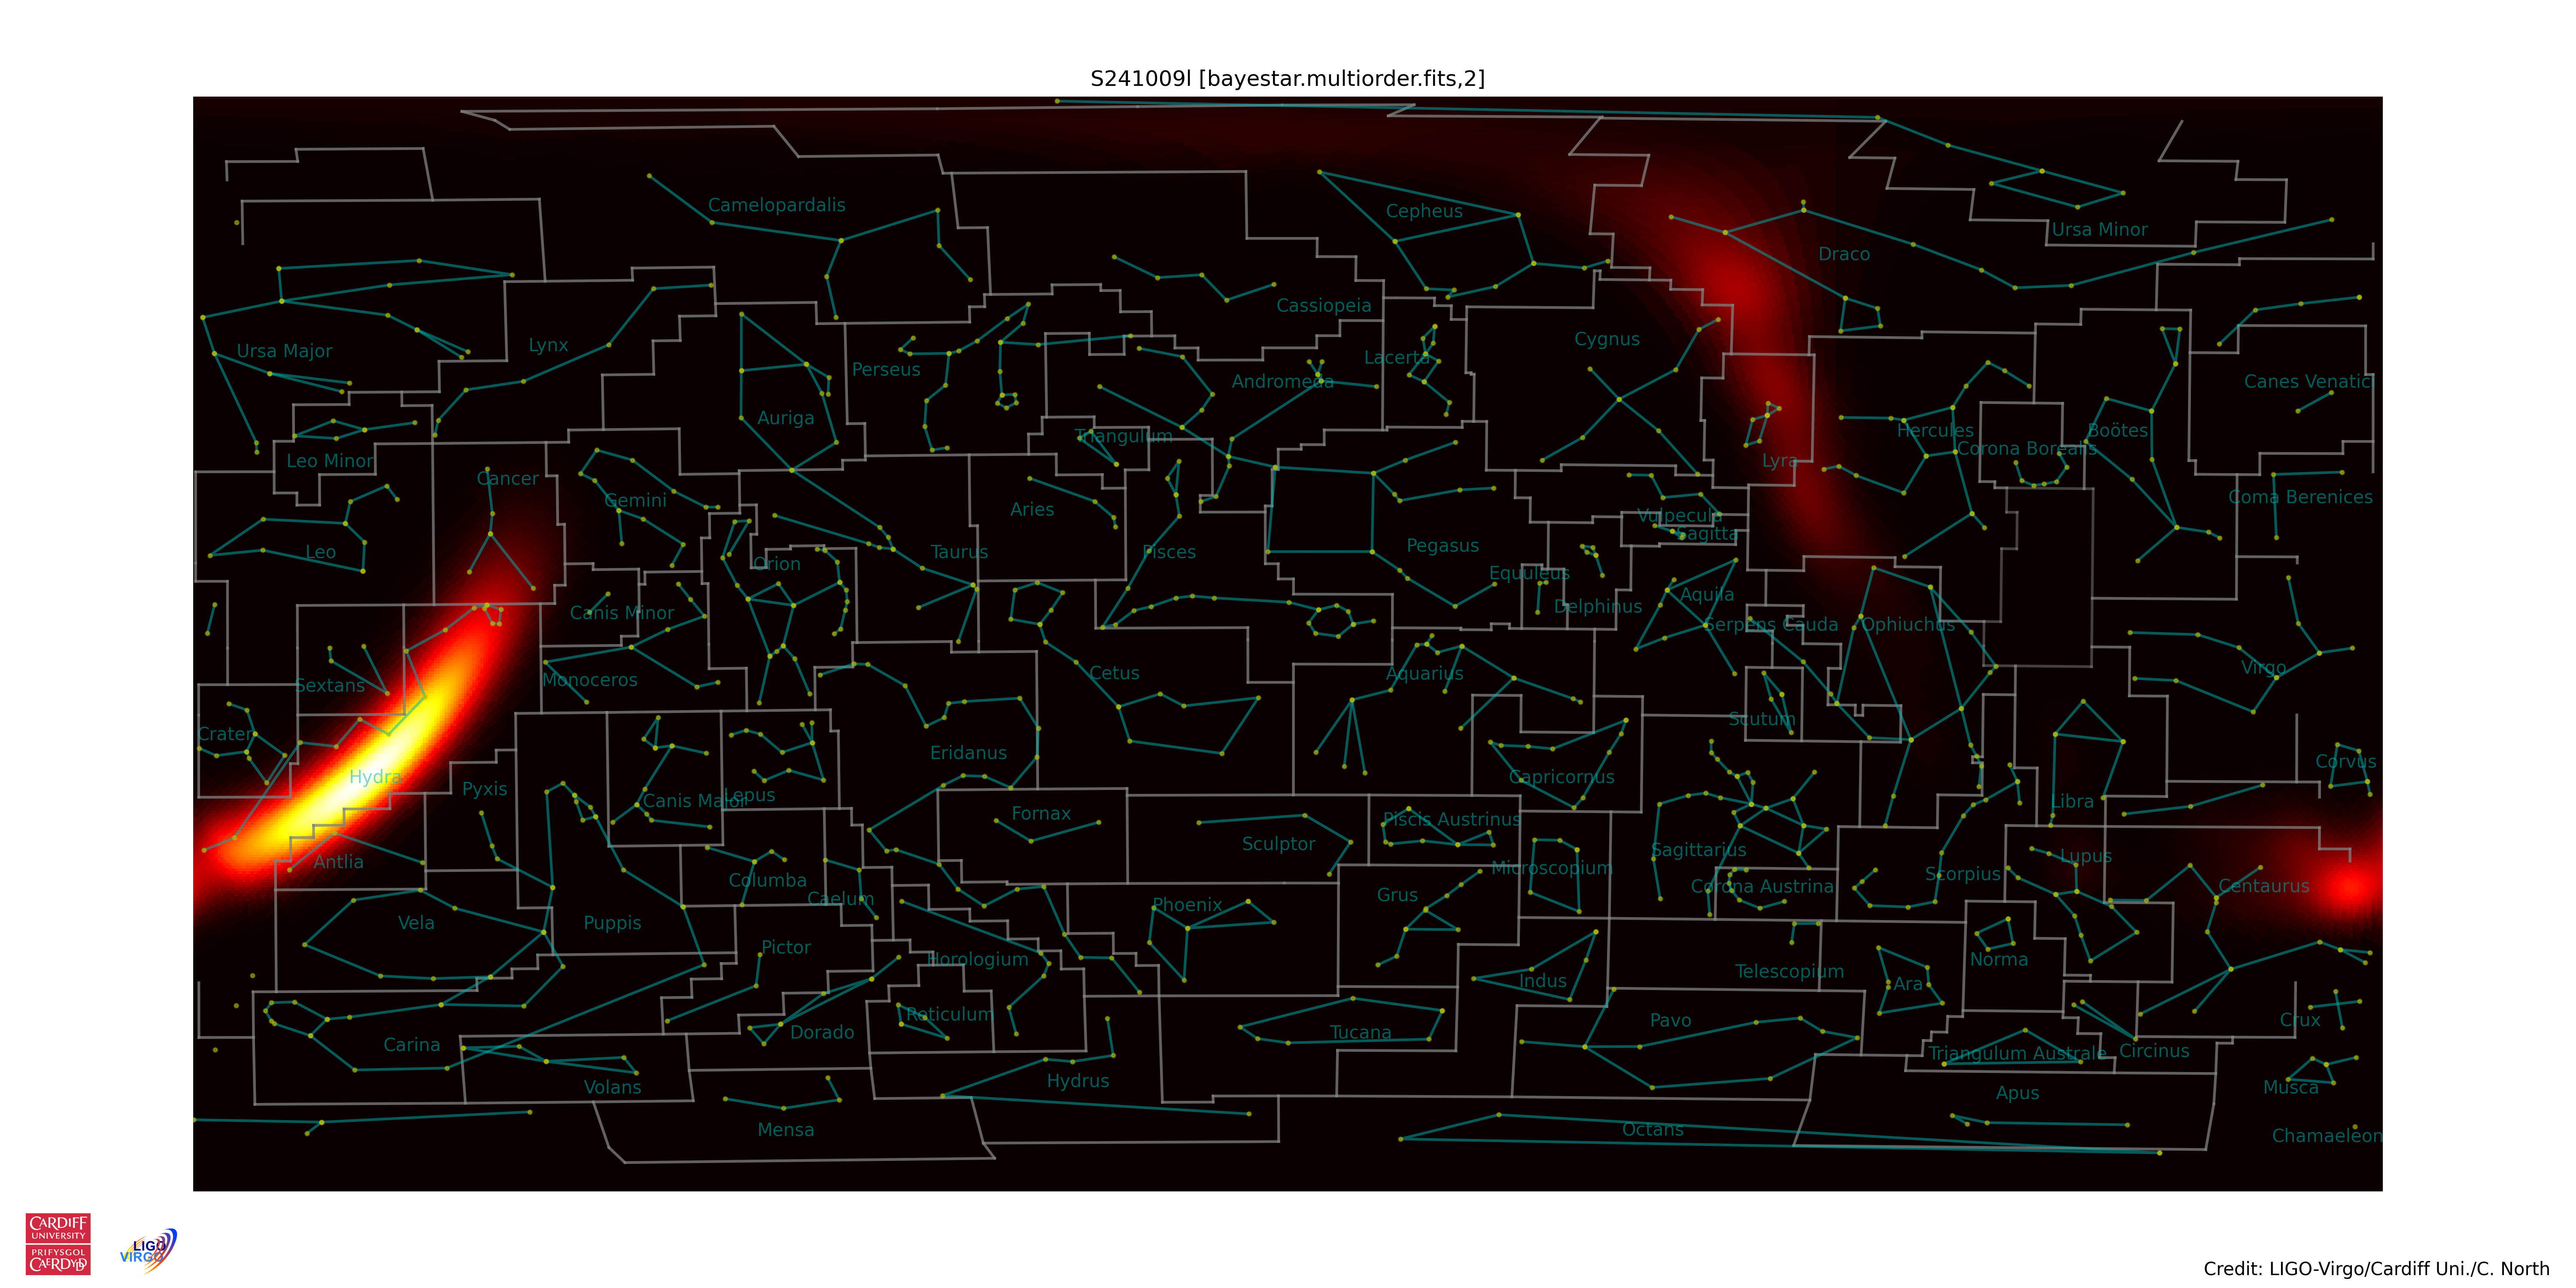 S241009l [bayestar.multiorder.fits,2]
Camelopardalis
Cepheus
Ursa Minor
Draco
Cassiopeia
Ursa Major
Lynx
Cygnus
Lacerta
Perseus
Andromeda
Canes Venatici
Auriga
Triangulum
Hercules
Boötes
Corona Borealis
Leo Minor
Lyra
Cancer
Gemini
Coma Berenices
Aries
Vulpecula
Sagitta
Leo
Taurus
Pisces
Pegasus
Orion
Equuleus
Delphinus
Aquila
Canis Minor
Serpens Cauda
Ophiuchus
Virgo
Cetus
Aquarius
Monoceros
Sextans
Scutum
Crater
Eridanus
Corvus
Hydra
Capricornus
Pyxis
Lepus
Canis Major
Libra
Fornax
Piscis Austrinus
Sculptor
Sagittarius
Lupus
Antlia
Microscopium
Scorpius
Columba
Corona Austrina
Centaurus
Grus
Caelum
Phoenix
Vela
Puppis
Pictor
Horologium
Norma
Telescopium
Indus
Ara
Reticulum
Pavo
Crux
Dorado
Tucana
Carina
Circinus
Triangulum Australe
Hydrus
Volans
Musca
Apus
Mensa
Octans
Chamaeleon
CARDIFF
UNIVERSITY
PRIFYSGOL
CAERDYDD
LIGO
VIRGO
Credit: LIGO-Virgo/Cardiff Uni./C. North